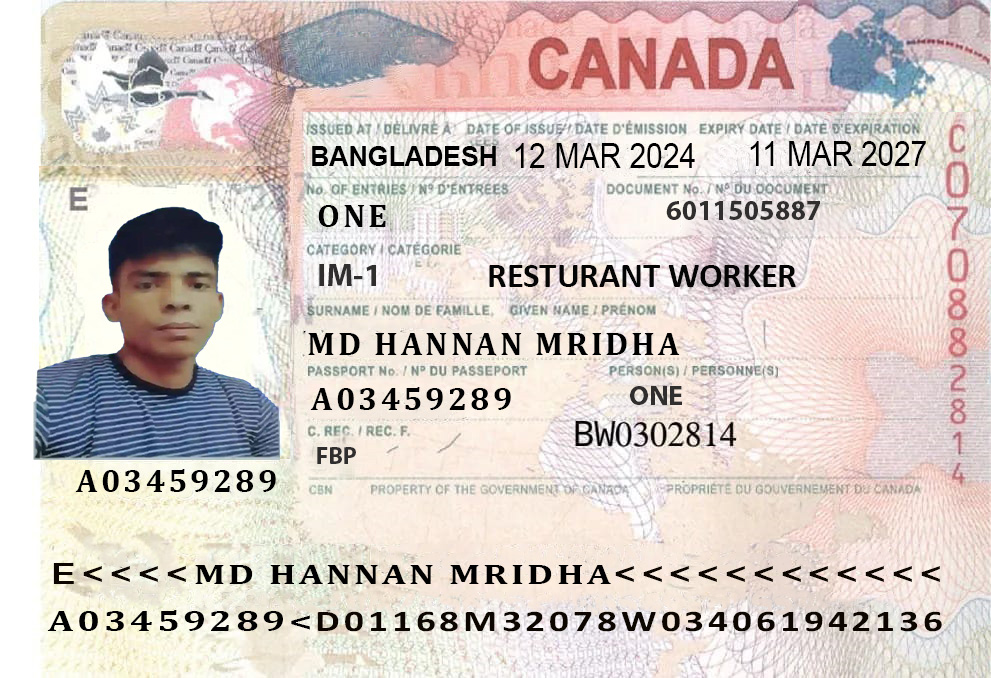 CANADA
ISSUED AT / DÉLIVRÉ A DATE OF ISSUE / DATE D'ÉMISSION EXPIRY DATE / DATE D'EXPIRATION
BANGLADESH 12 MAR 2024 11 MAR 2027
E
No. OF ENTRIES / Nº D'ENTRÉES DOCUMENT No. / Nº DU DOCUMENT
ONE 6011505887
CATEGORY / CATÉGORIE
IM-1 RESTURANT WORKER
SURNAME / NOM DE FAMILLE, GIVEN NAME / PRÉNOM
MD HANNAN MRIDHA
PASSPORT No. / Nº DU PASSEPORT PERSON(S) / PERSONNE(S)
A03459289 ONE
C. REC. / REC. F. BW0302814
FBP
A03459289
CBN PROPERTY OF THE GOVERNMENT OF CANADA PROPRIÉTÉ DU GOUVERNEMENT DU CANADA
C070882814
E<<<<MD HANNAN MRIDHA<<<<<<<<<<<<
A03459289<D01168M32078W034061942136